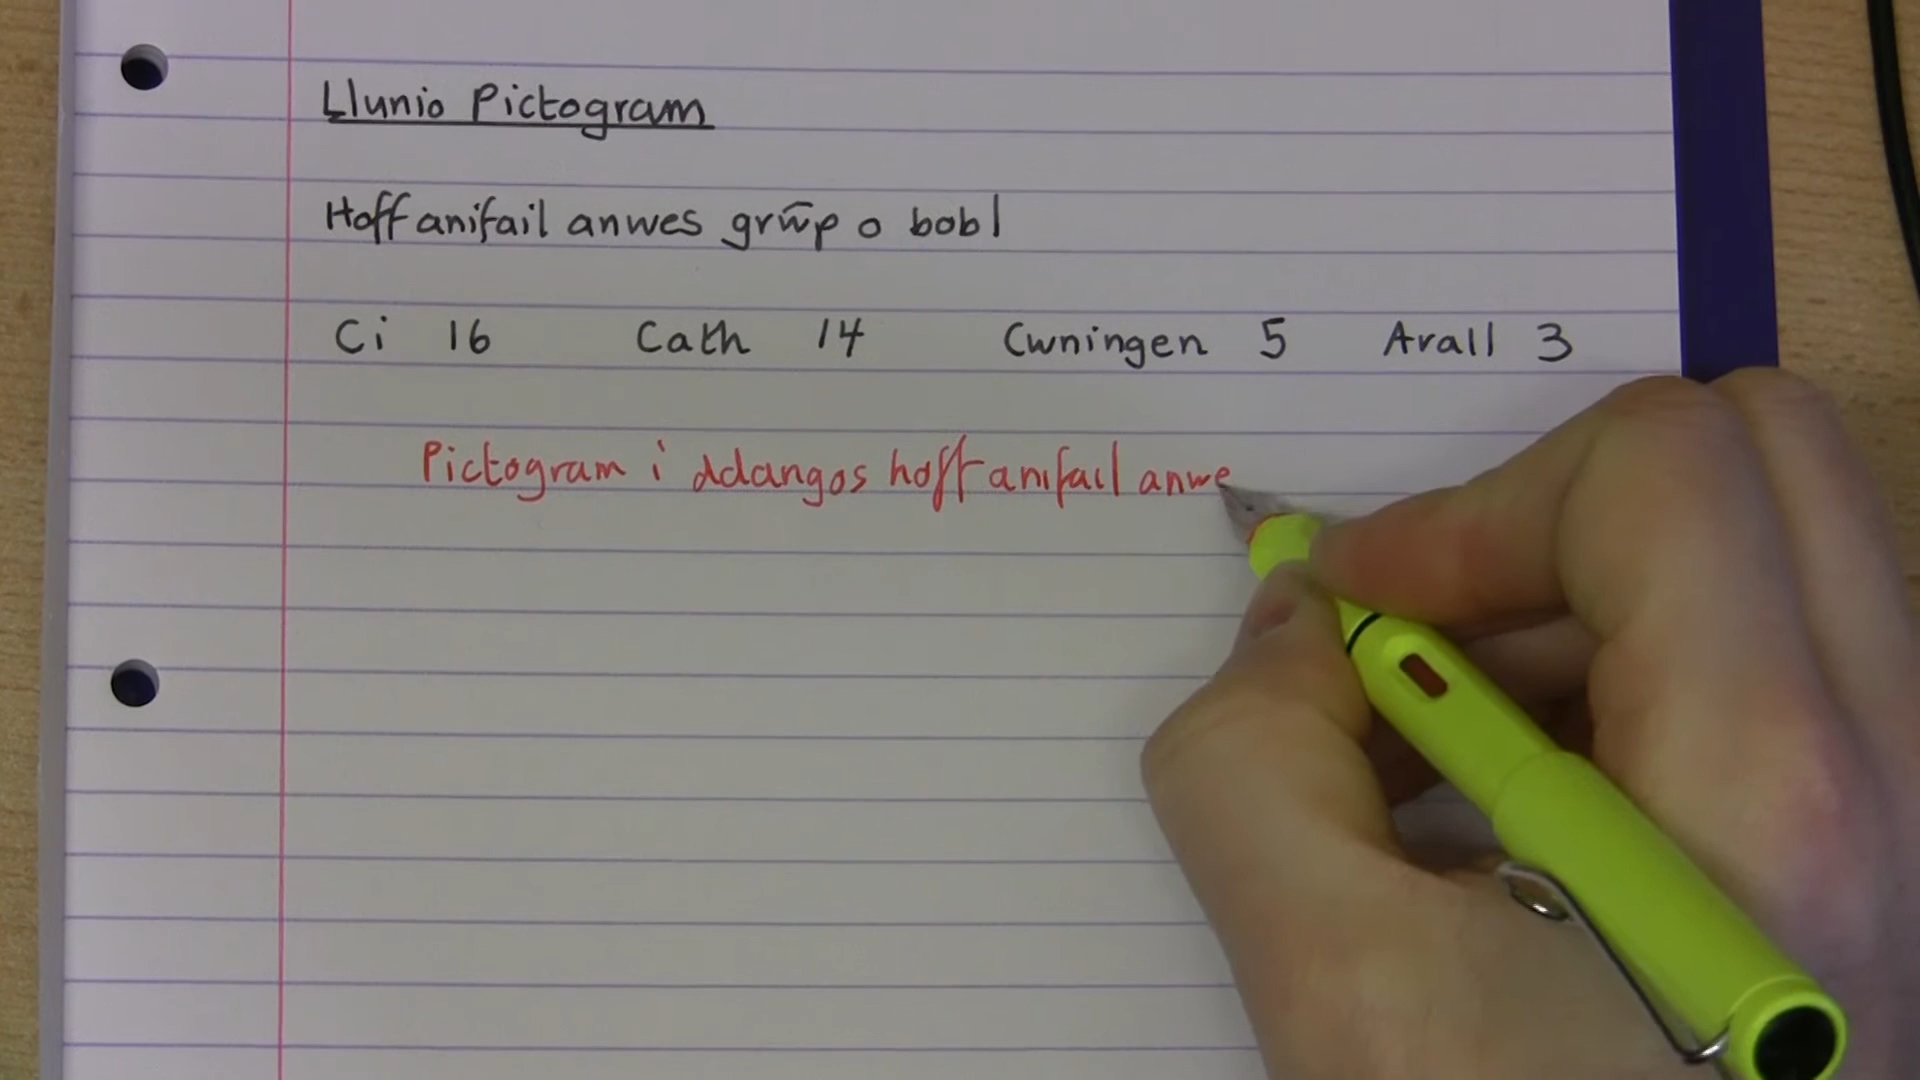 Llunio Pictogram
Hoff anifail anwes grŵp o bobl
Ci 16 Cath 14 Cwningen 5 Arall 3
Pictogram i ddangos hoff anifail anwe